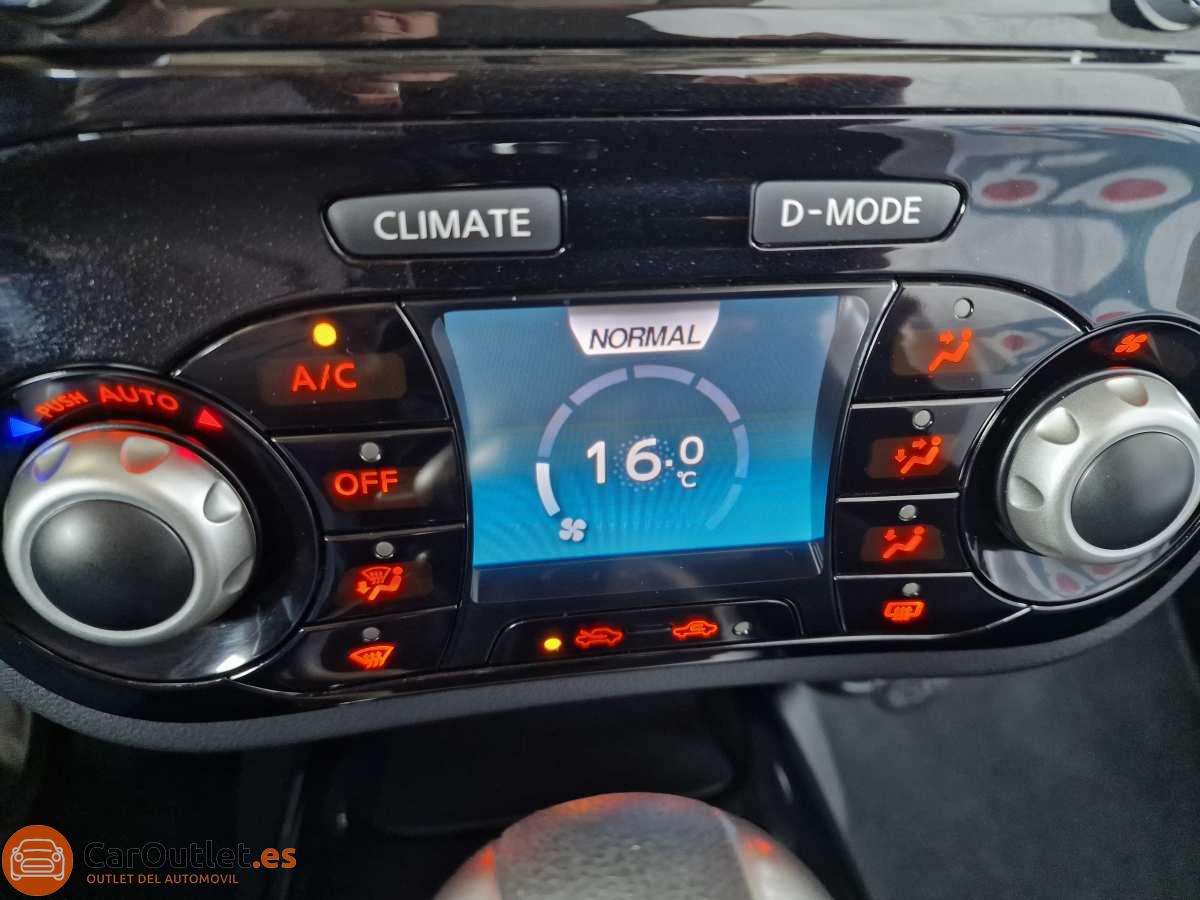 CLIMATE
D-MODE
NORMAL
A/C
PUSH AUTO
16.0
°C
OFF
CarOutlet.es
OUTLET DEL AUTOMOVIL